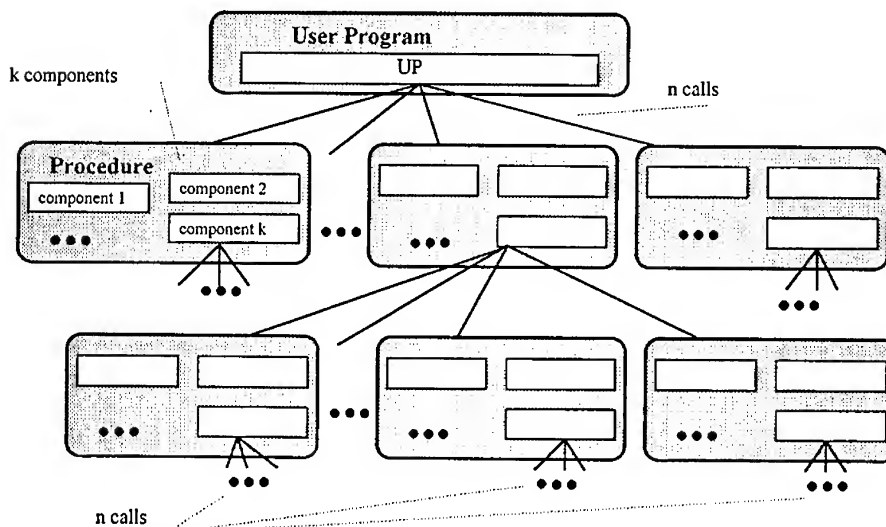 User Program
UP
k components
n calls
Procedure
component 1
component 2
component k
n calls